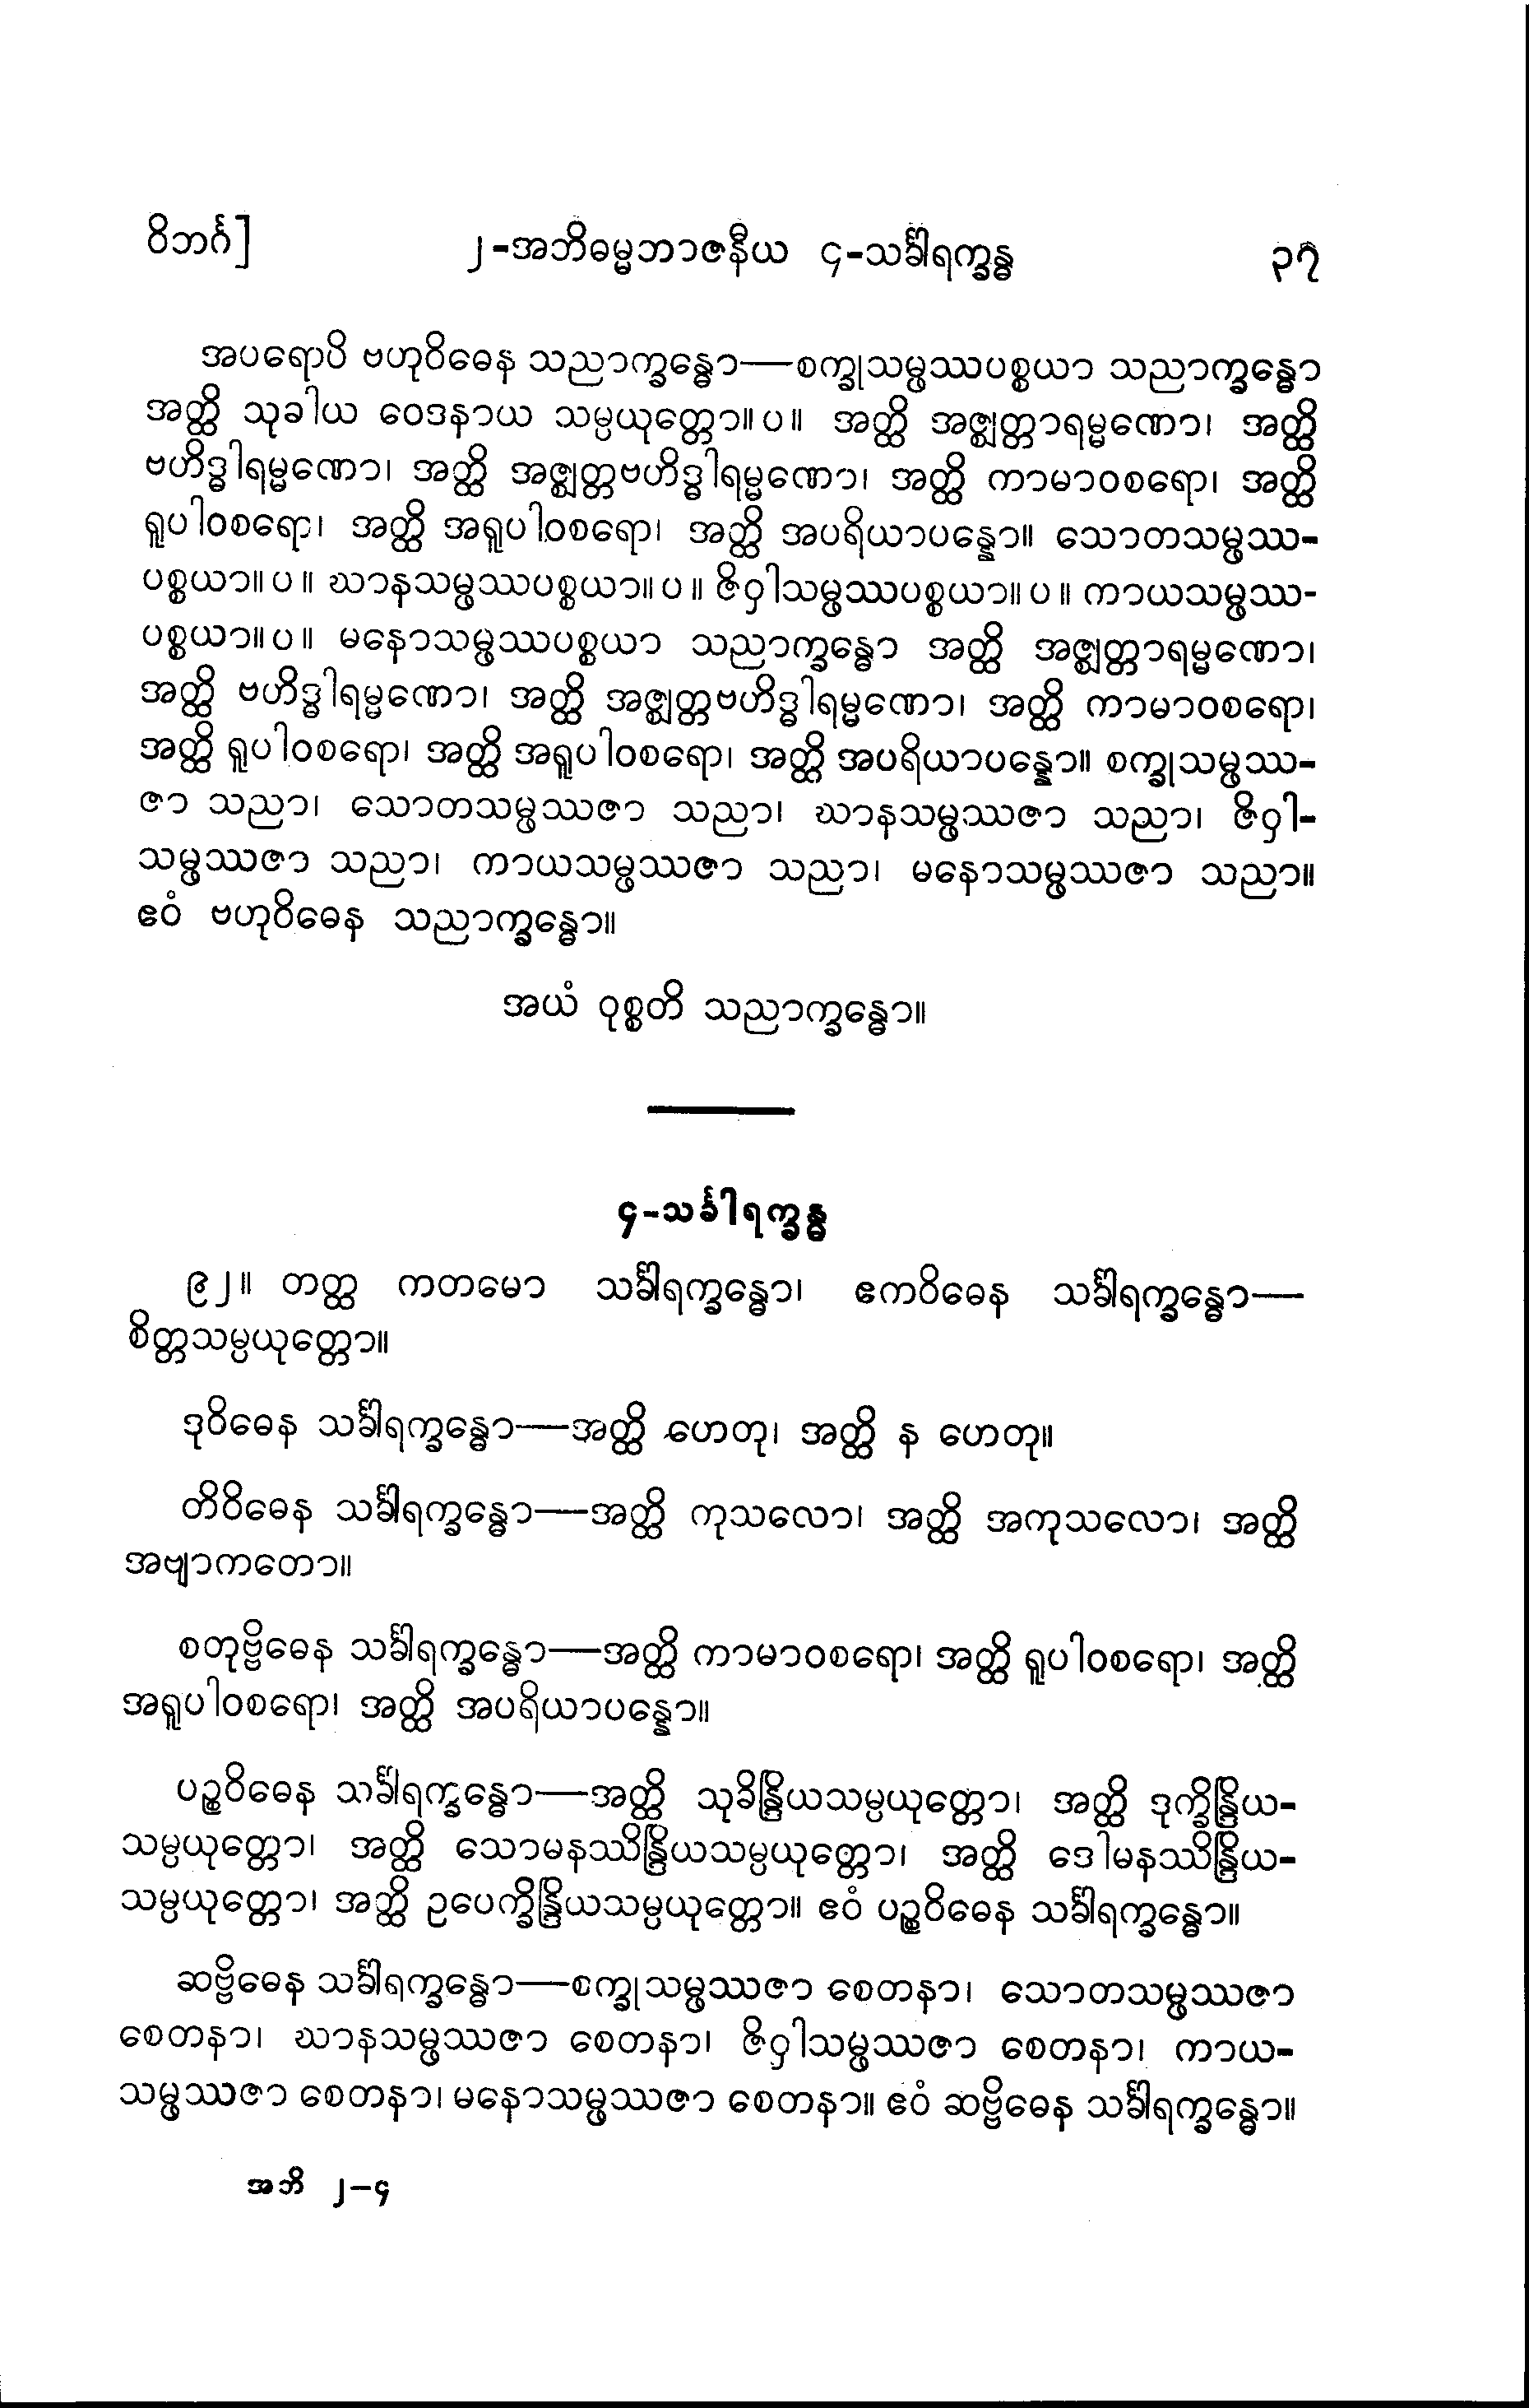 ဝိဘင်္ဂ]
၂-အဘိဓမ္မဘာဇနီယ ၄-သင်္ခါရက္ခန္ဓ
၃၇
အပရောပိ ဗဟုဝိဓေန သညာက္ခန္ဓော—စက္ခုသမ္ဖဿပစ္စယာ သညာက္ခန္ဓော
အတ္ထိ သုခါယ ဝေဒနာယ သမ္ပယုတ္တော။ ပ။ အတ္ထိ အဇ္ဈတ္တာရမ္မဏော၊ အတ္ထိ
ဗဟိဒ္ဓါရမ္မဏော၊ အတ္ထိ အဇ္ဈတ္တဗဟိဒ္ဓါရမ္မဏော၊ အတ္ထိ ကာမာဝစရော၊ အတ္ထိ
ရူပါဝစရော၊ အတ္ထိ အရူပါဝစရော၊ အတ္ထိ အပရိယာပန္နော။ သောတသမ္ဖဿ-
ပစ္စယာ။ ပ။ ဃာနသမ္ဖဿပစ္စယာ။ ပ။ ဇိဝှါသမ္ဖဿပစ္စယာ။ ပ။ ကာယသမ္ဖဿ-
ပစ္စယာ။ ပ။ မနောသမ္ဖဿပစ္စယာ သညာက္ခန္ဓော အတ္ထိ အဇ္ဈတ္တာရမ္မဏော၊
အတ္ထိ ဗဟိဒ္ဓါရမ္မဏော၊ အတ္ထိ အဇ္ဈတ္တဗဟိဒ္ဓါရမ္မဏော၊ အတ္ထိ ကာမာဝစရော၊
အတ္ထိ ရူပါဝစရော၊ အတ္ထိ အရူပါဝစရော၊ အတ္ထိ အပရိယာပန္နော။ စက္ခုသမ္ဖဿ-
ဇာ သညာ၊ သောတသမ္ဖဿဇာ သညာ၊ ဃာနသမ္ဖဿဇာ သညာ၊ ဇိဝှါ-
သမ္ဖဿဇာ သညာ၊ ကာယသမ္ဖဿဇာ သညာ၊ မနောသမ္ဖဿဇာ သညာ။
ဧဝံ ဗဟုဝိဓေန သညာက္ခန္ဓော။
အယံ ဝုစ္စတိ သညာက္ခန္ဓော။
၄-သင်္ခါရက္ခန္ဓ
၉၂။ တတ္ထ ကတမော သင်္ခါရက္ခန္ဓော၊ ဧကဝိဓေန သင်္ခါရက္ခန္ဓော—
စိတ္တသမ္ပယုတ္တော။
ဒုဝိဓေန သင်္ခါရက္ခန္ဓော—အတ္ထိ ဟေတု၊ အတ္ထိ န ဟေတု။
တိဝိဓေန သင်္ခါရက္ခန္ဓော—အတ္ထိ ကုသလော၊ အတ္ထိ အကုသလော၊ အတ္ထိ
အဗျာကတော။
စတုဗ္ဗိဓေန သင်္ခါရက္ခန္ဓော—အတ္ထိ ကာမာဝစရော၊ အတ္ထိ ရူပါဝစရော၊ အတ္ထိ
အရူပါဝစရော၊ အတ္ထိ အပရိယာပန္နော။
ပဉ္စဝိဓေန သင်္ခါရက္ခန္ဓော—အတ္ထိ သုခိန္ဒြိယသမ္ပယုတ္တော၊ အတ္ထိ ဒုက္ခိန္ဒြိယ-
သမ္ပယုတ္တော၊ အတ္ထိ သောမနဿိန္ဒြိယသမ္ပယုတ္တော၊ အတ္ထိ ဒေါမနဿိန္ဒြိယ-
သမ္ပယုတ္တော၊ အတ္ထိ ဥပေက္ခိန္ဒြိယသမ္ပယုတ္တော။ ဧဝံ ပဉ္စဝိဓေန သင်္ခါရက္ခန္ဓော။
ဆဗ္ဗိဓေန သင်္ခါရက္ခန္ဓော—စက္ခုသမ္ဖဿဇာ စေတနာ၊ သောတသမ္ဖဿဇာ
စေတနာ၊ ဃာနသမ္ဖဿဇာ စေတနာ၊ ဇိဝှါသမ္ဖဿဇာ စေတနာ၊ ကာယ-
သမ္ဖဿဇာ စေတနာ၊ မနောသမ္ဖဿဇာ စေတနာ။ ဧဝံ ဆဗ္ဗိဓေန သင်္ခါရက္ခန္ဓော။
အဘိ ၂-၄